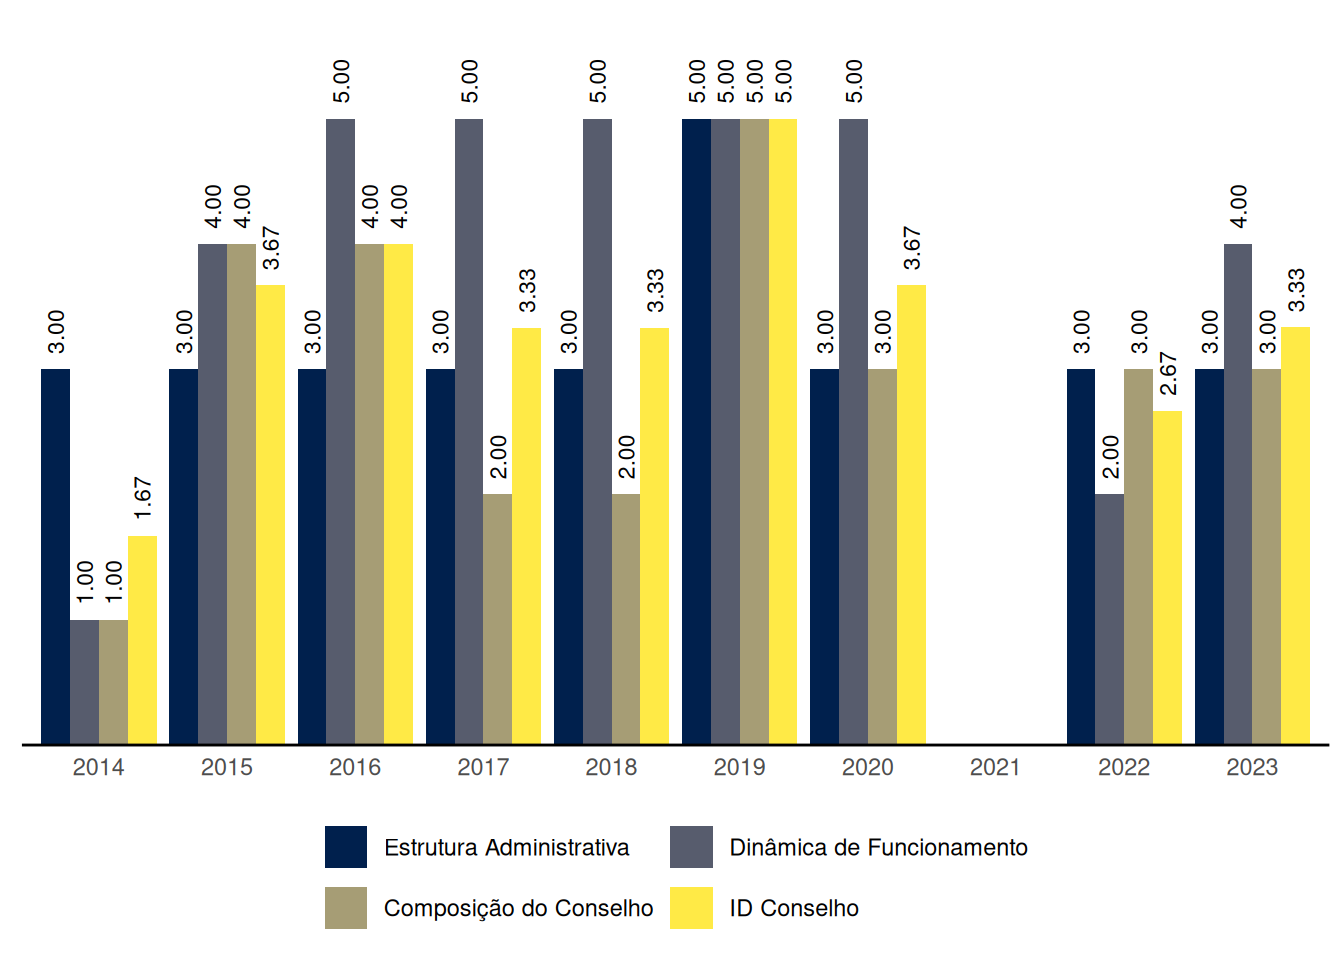 3.00 1.00 1.00 1.67
3.00 4.00 4.00 3.67
3.00 5.00 4.00 4.00
3.00 5.00 2.00 3.33
3.00 5.00 2.00 3.33
5.00 5.00 5.00 5.00
3.00 5.00 3.00 3.67
3.00 2.00 3.00 2.67
3.00 4.00 3.00 3.33
2014 2015 2016 2017 2018 2019 2020 2021 2022 2023
Estrutura Administrativa Dinâmica de Funcionamento
Composição do Conselho ID Conselho